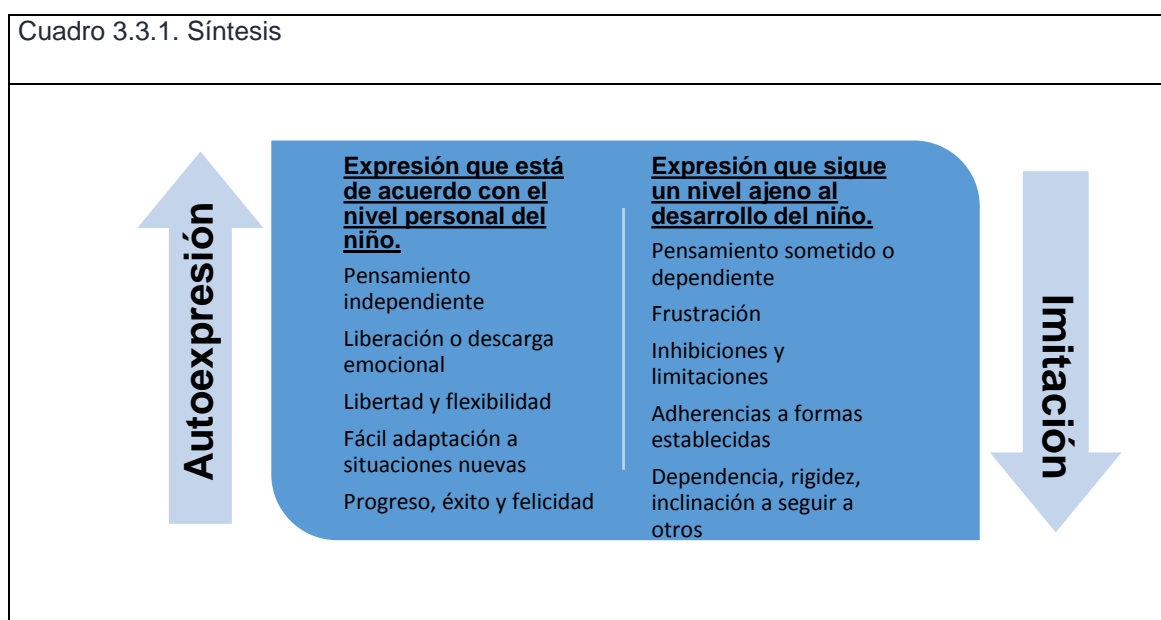 Cuadro 3.3.1. Síntesis
Autoexpresión
Expresión que está
de acuerdo con el
nivel personal del
niño.
Pensamiento
independiente
Liberación o descarga
emocional
Libertad y flexibilidad
Fácil adaptación a
situaciones nuevas
Progreso, éxito y felicidad
Expresión que sigue
un nivel ajeno al
desarrollo del niño.
Pensamiento sometido o
dependiente
Frustración
Inhibiciones y
limitaciones
Adherencias a formas
establecidas
Dependencia, rigidez,
inclinación a seguir a
otros
Imitación